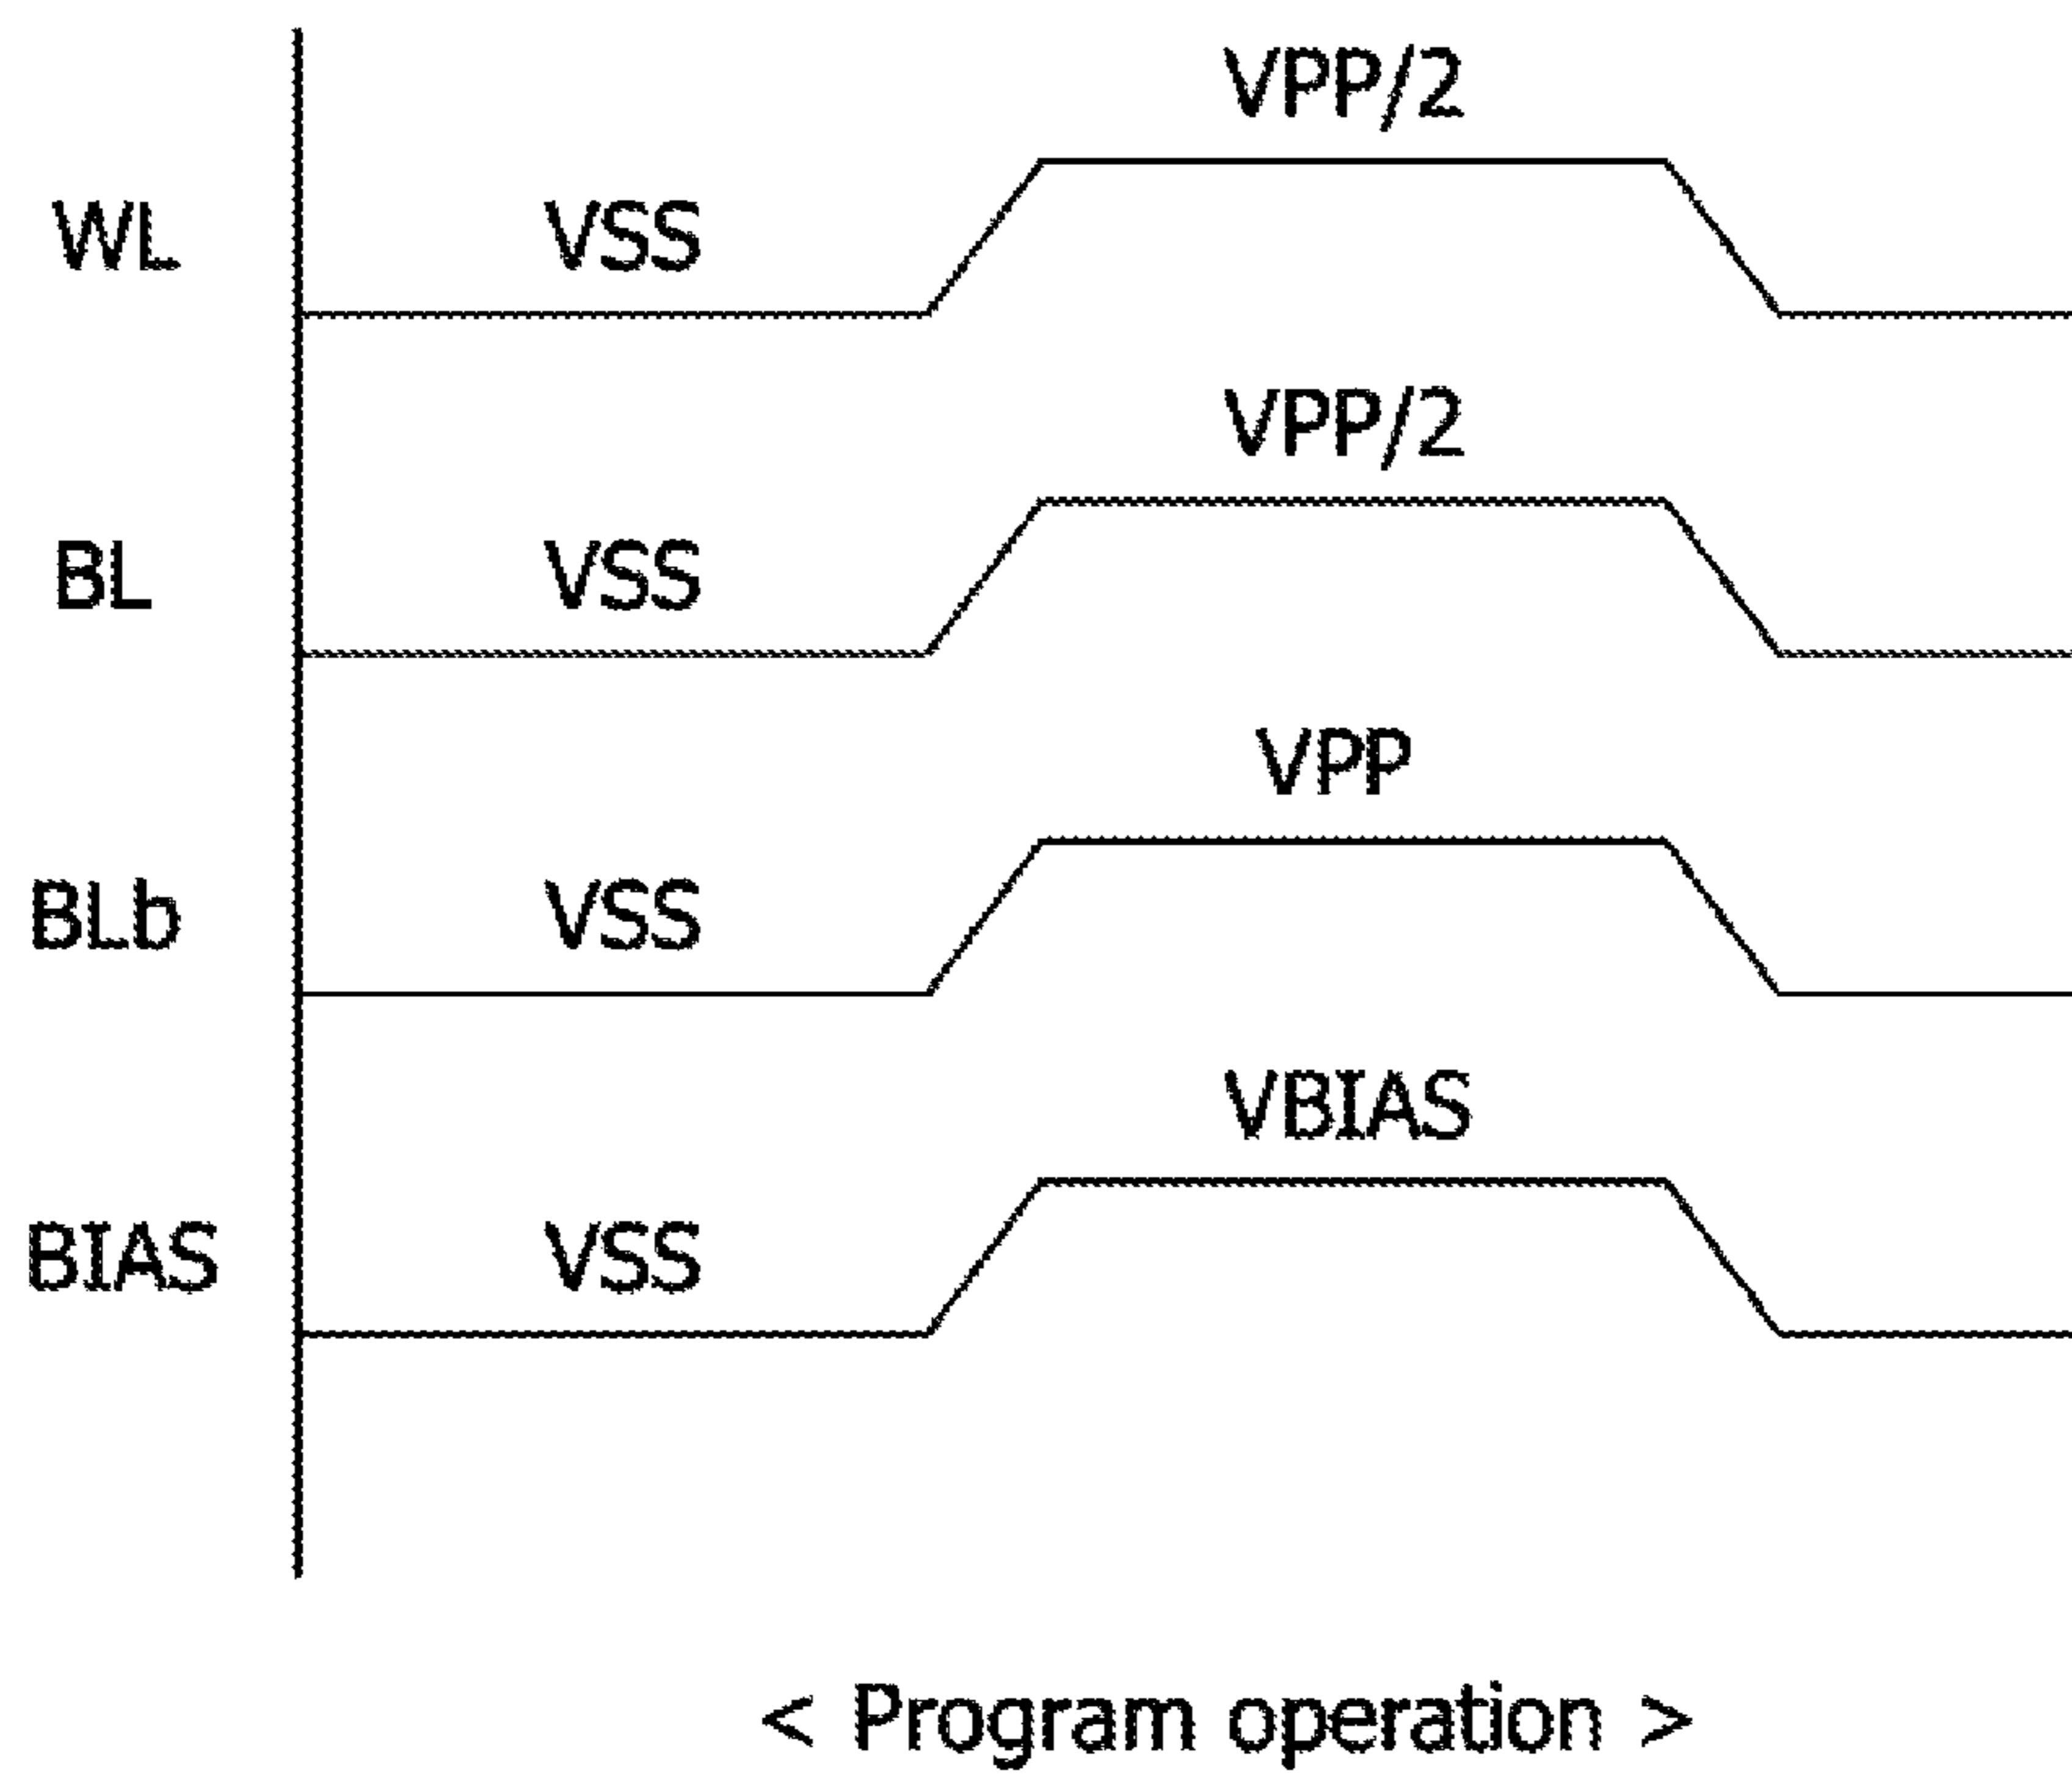 VPP/2
WL VSS
VPP/2
BL VSS
VPP
BLb VSS
VBIAS
BIAS VSS
< Program operation >